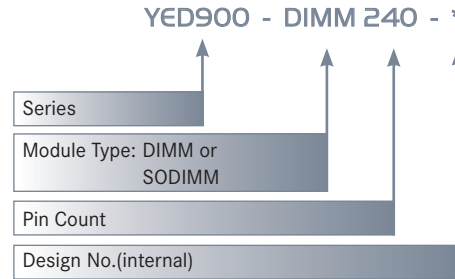 YED900 - DIMM 240 - *
Series
Module Type: DIMM or
SODIMM
Pin Count
Design No.(internal)